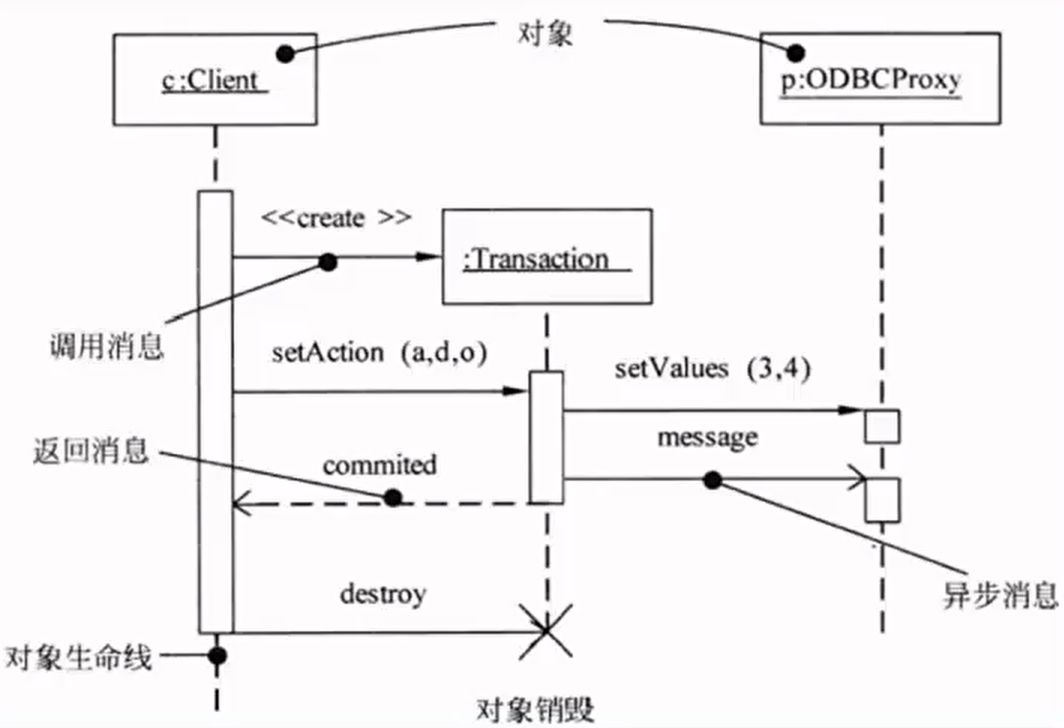 对象
c:Client
p:ODBCProxy
<<create >>
:Transaction
调用消息
setAction (a,d,o)
setValues (3,4)
返回消息
commited
message
destroy
异步消息
对象生命线
对象销毁